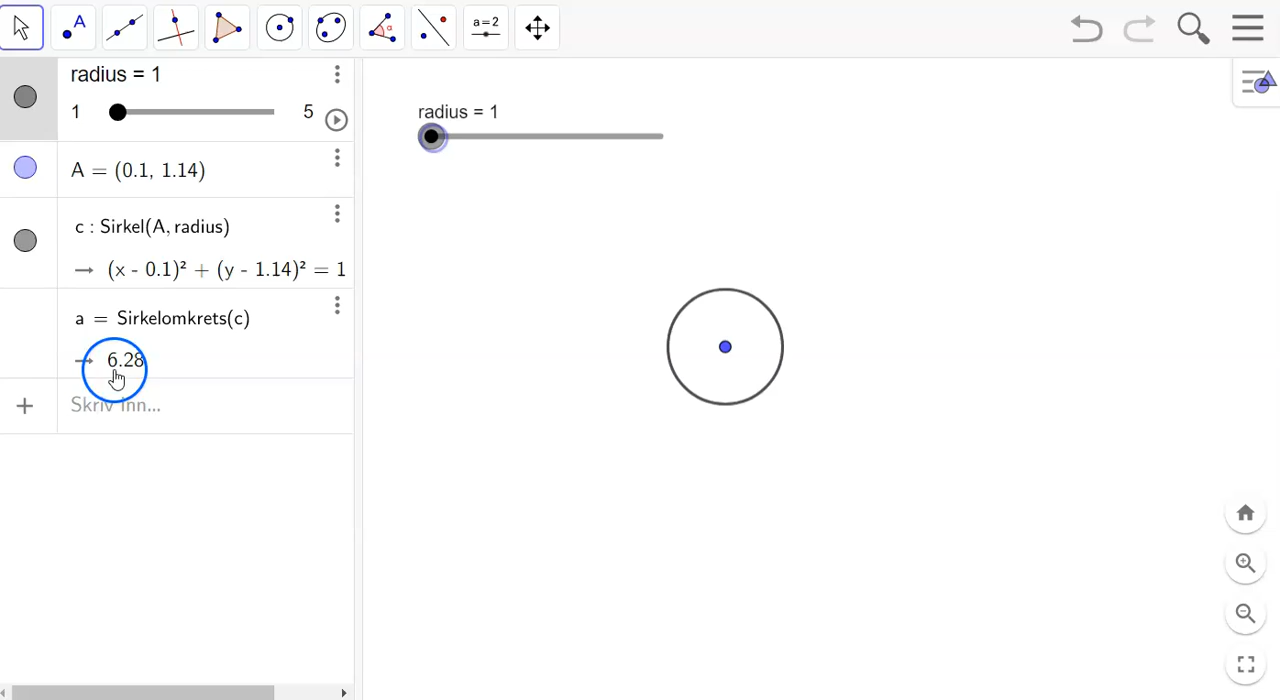 A
α
a=2
radius = 1
1 5
A = (0.1, 1.14)
c : Sirkel(A, radius)
→ (x - 0.1)² + (y - 1.14)² = 1
a = Sirkelomkrets(c)
→ 6.28
+ Skriv inn...
radius = 1